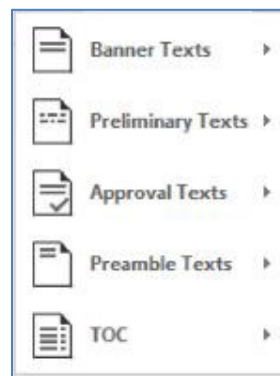 Banner Texts
Preliminary Texts
Approval Texts
Preamble Texts
TOC